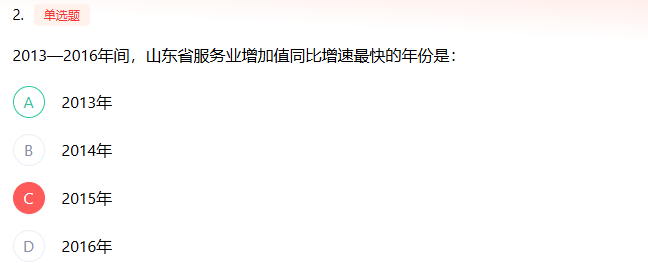 2. 单选题
2013—2016年间，山东省服务业增加值同比增速最快的年份是：
A 2013年
B 2014年
C 2015年
D 2016年